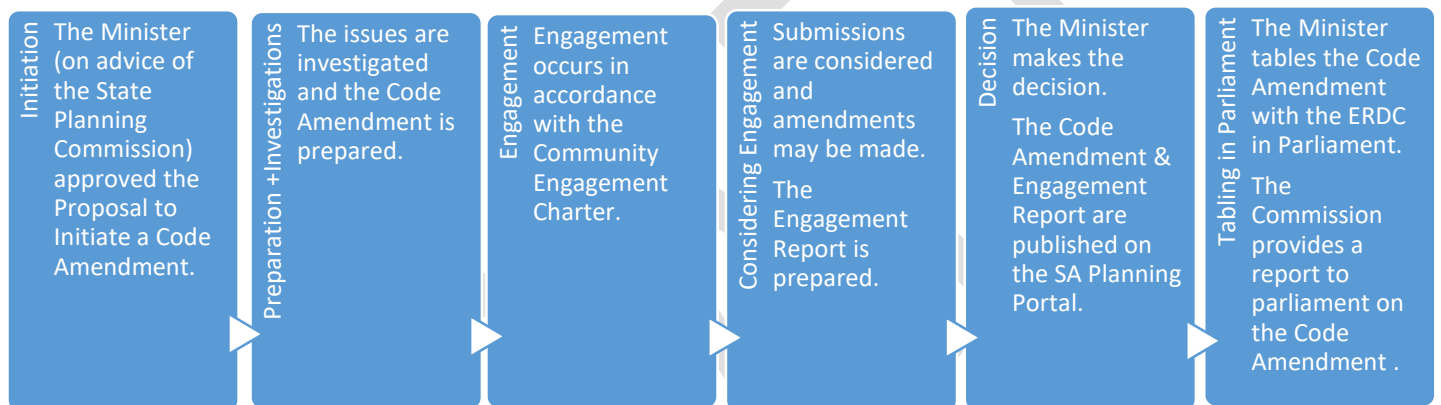 Initiation
The Minister
(on advice of
the State
Planning
Commission)
approved the
Proposal to
Initiate a Code
Amendment.
Preparation +Investigations
The issues are
investigated
and the Code
Amendment is
prepared.
Engagement
Engagement
occurs in
accordance
with the
Community
Engagement
Charter.
Considering Engagement
Submissions
are considered
and
amendments
may be made.
The
Engagement
Report is
prepared.
Decision
The Minister
makes the
decision.
The Code
Amendment &
Engagement
Report are
published on
the SA Planning
Portal.
Tabling in Parliament
The Minister
tables the Code
Amendment
with the ERDC
in Parliament.
The
Commission
provides a
report to
parliament on
the Code
Amendment .